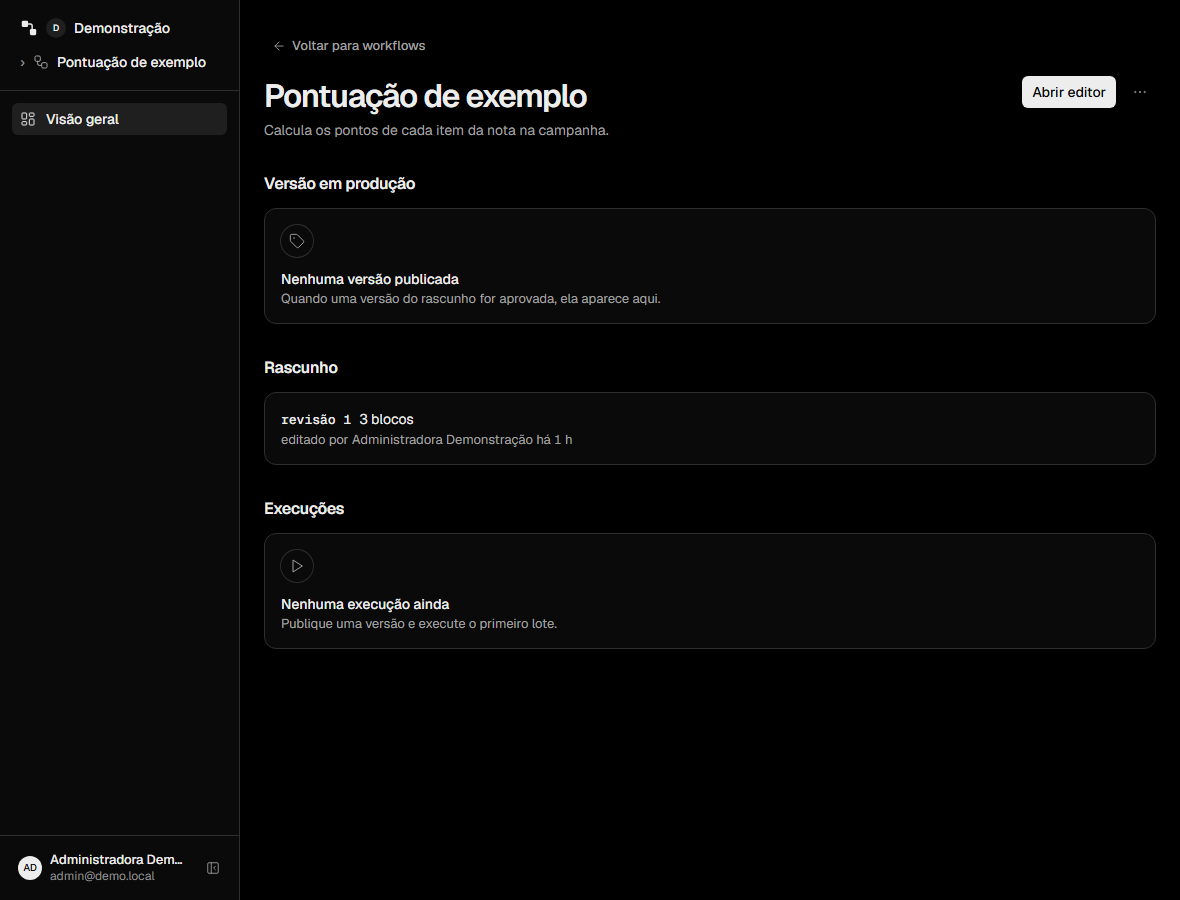 D Demonstração
Pontuação de exemplo
Visão geral
Voltar para workflows
Pontuação de exemplo
Abrir editor
Calcula os pontos de cada item da nota na campanha.
Versão em produção
Nenhuma versão publicada
Quando uma versão do rascunho for aprovada, ela aparece aqui.
Rascunho
revisão 1 3 blocos
editado por Administradora Demonstração há 1 h
Execuções
Nenhuma execução ainda
Publique uma versão e execute o primeiro lote.
AD Administradora Dem...
admin@demo.local